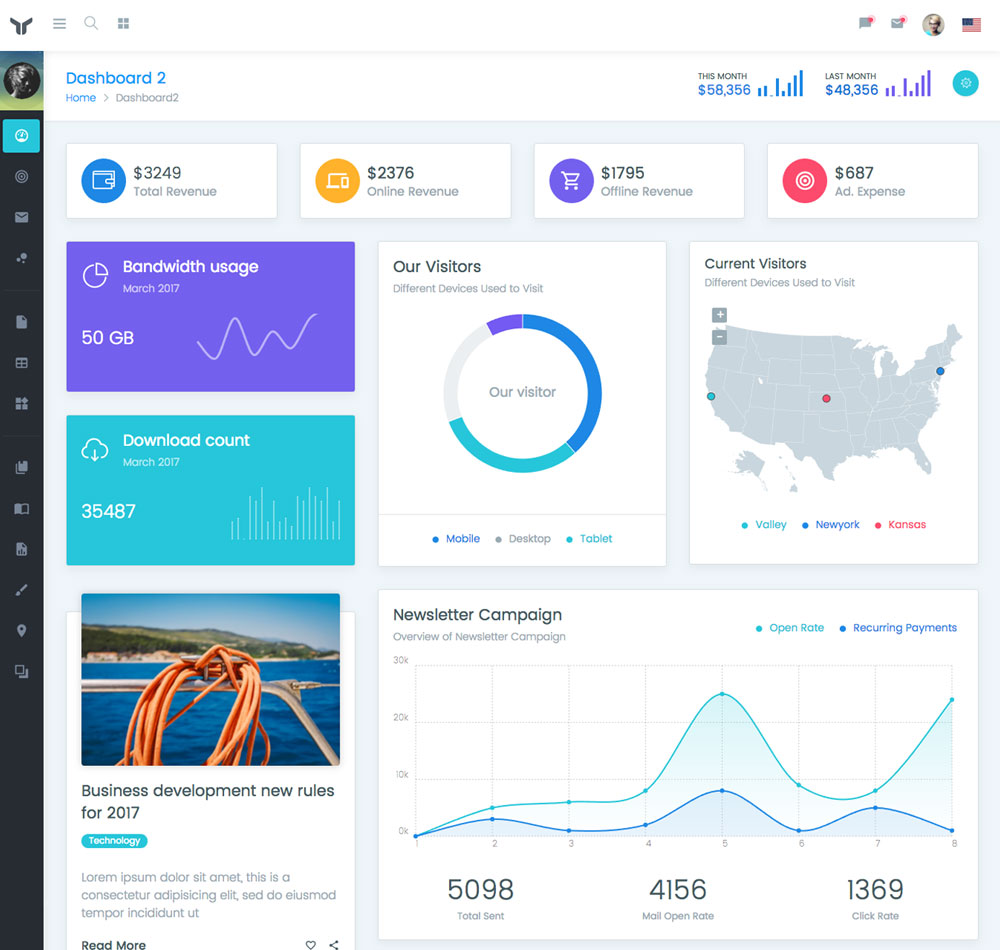 Dashboard 2
Home > Dashboard2
THIS MONTH
$58,356
LAST MONTH
$48,356
$3249
Total Revenue
$2376
Online Revenue
$1795
Offline Revenue
$687
Ad. Expense
Bandwidth usage
March 2017
50 GB
Download count
March 2017
35487
Our Visitors
Different Devices Used to Visit
Our visitor
Mobile
Desktop
Tablet
Current Visitors
Different Devices Used to Visit
+
−
Valley
Newyork
Kansas
Business development new rules
for 2017
Technology
Lorem ipsum dolor sit amet, this is a
consectetur adipisicing elit, sed do eiusmod
tempor incididunt ut
Read More
Newsletter Campaign
Overview of Newsletter Campaign
Open Rate
Recurring Payments
30k
20k
10k
0k
1 2 3 4 5 6 7 8
5098
Total Sent
4156
Mail Open Rate
1369
Click Rate